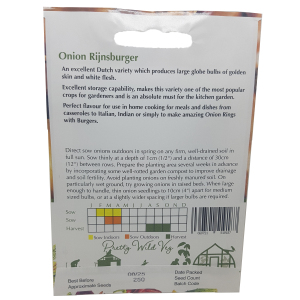 Onion Rijnsburger
An excellent Dutch variety which produces large globe bulbs of golden
skin and white flesh.
Excellent storage capability, makes this variety one of the most popular
crops for gardeners and is an absolute must for the kitchen garden.
Perfect flavour for use in home cooking for meals and dishes from
casseroles to Italian, Indian or simply to make amazing Onion Rings
with Burgers.
Direct sow onions outdoors in spring on any firm, well-drained soil in
full sun. Sow thinly at a depth of 1cm (1/2") and a distance of 30cm
(12") between rows. Prepare the planting area several weeks in advance
by incorporating some well-rotted garden compost to improve drainage
and soil fertility. Avoid planting onions on freshly manured soil. On
particularly wet ground, try growing onions in raised beds. When large
enough to handle, thin onion seedlings to 10cm (4") apart for medium
sized bulbs, or at a slightly wider spacing if large bulbs are required.
J F M A M J J A S O N D
Sow
Sow
Harvest
Sow Indoors Sow Outdoors Harvest
Pretty Wild Veg
Best Before
Approximate Seeds 250
Date Packed
Seed Count
Batch Code